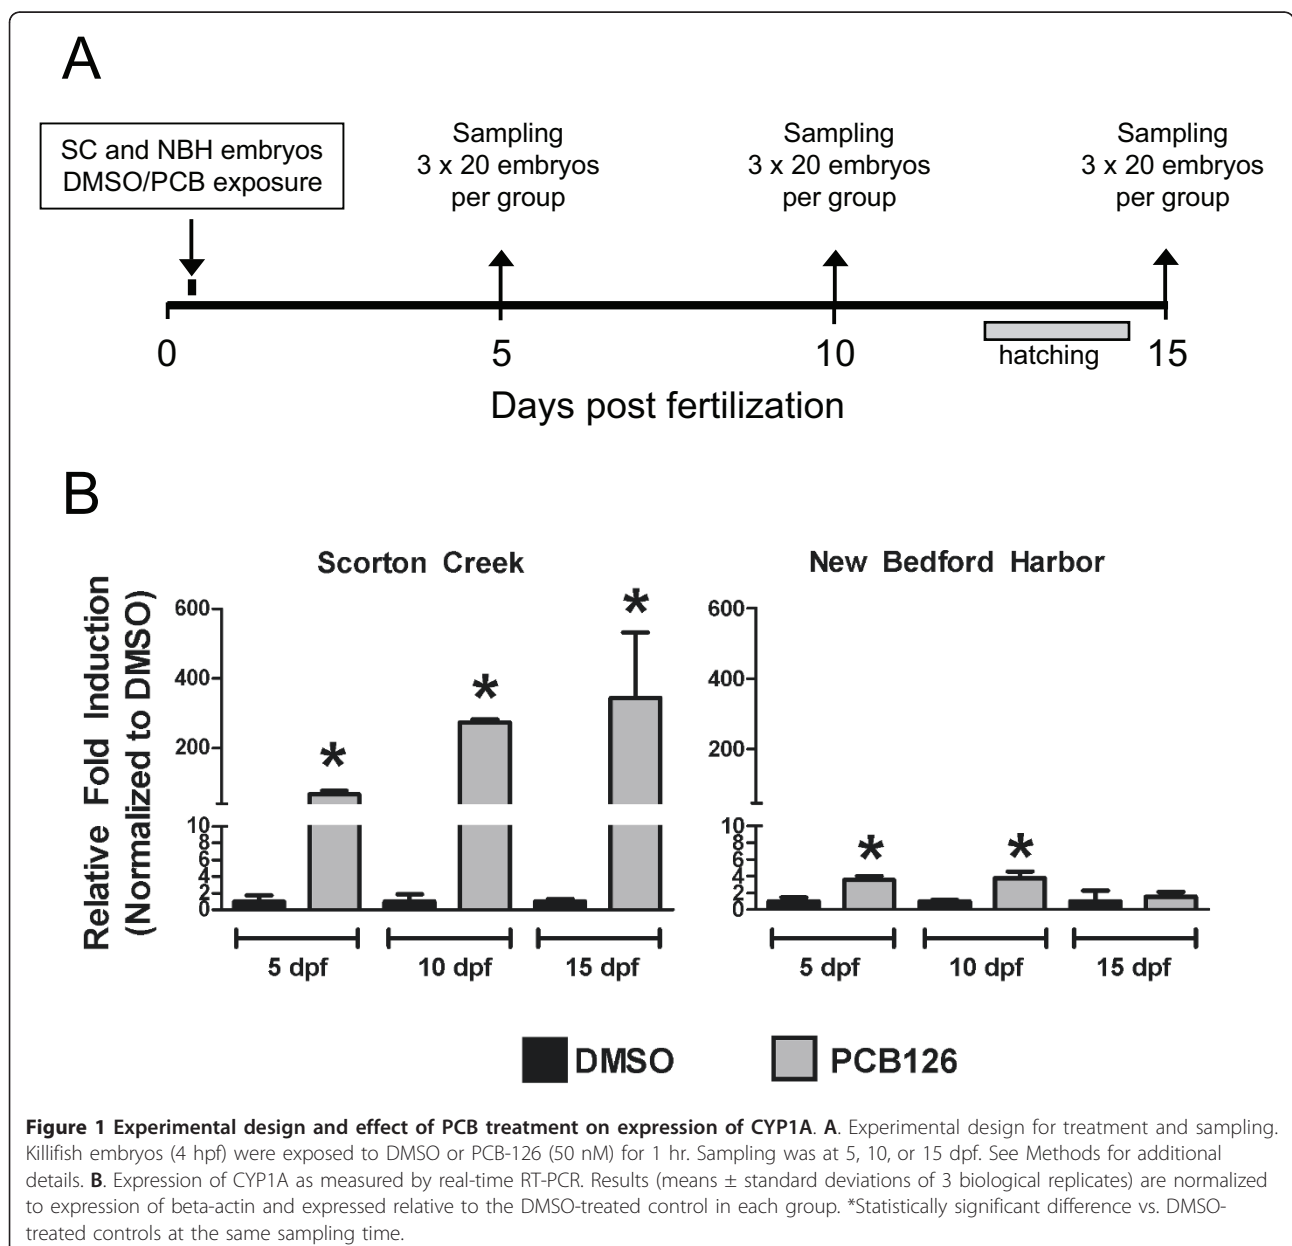 A
SC and NBH embryos
DMSO/PCB exposure
Sampling
3 x 20 embryos
per group
Sampling
3 x 20 embryos
per group
Sampling
3 x 20 embryos
per group
0
5
10
hatching
15
Days post fertilization
B
Scorton Creek
New Bedford Harbor
Relative Fold Induction
(Normalized to DMSO)
600
400
200
10
8
6
4
2
0
*
*
*
5 dpf
10 dpf
15 dpf
600
400
200
10
8
6
4
2
0
*
*
5 dpf
10 dpf
15 dpf
DMSO
PCB126
Figure 1 Experimental design and effect of PCB treatment on expression of CYP1A. A. Experimental design for treatment and sampling.
Killifish embryos (4 hpf) were exposed to DMSO or PCB-126 (50 nM) for 1 hr. Sampling was at 5, 10, or 15 dpf. See Methods for additional
details. B. Expression of CYP1A as measured by real-time RT-PCR. Results (means ± standard deviations of 3 biological replicates) are normalized
to expression of beta-actin and expressed relative to the DMSO-treated control in each group. *Statistically significant difference vs. DMSO-
treated controls at the same sampling time.